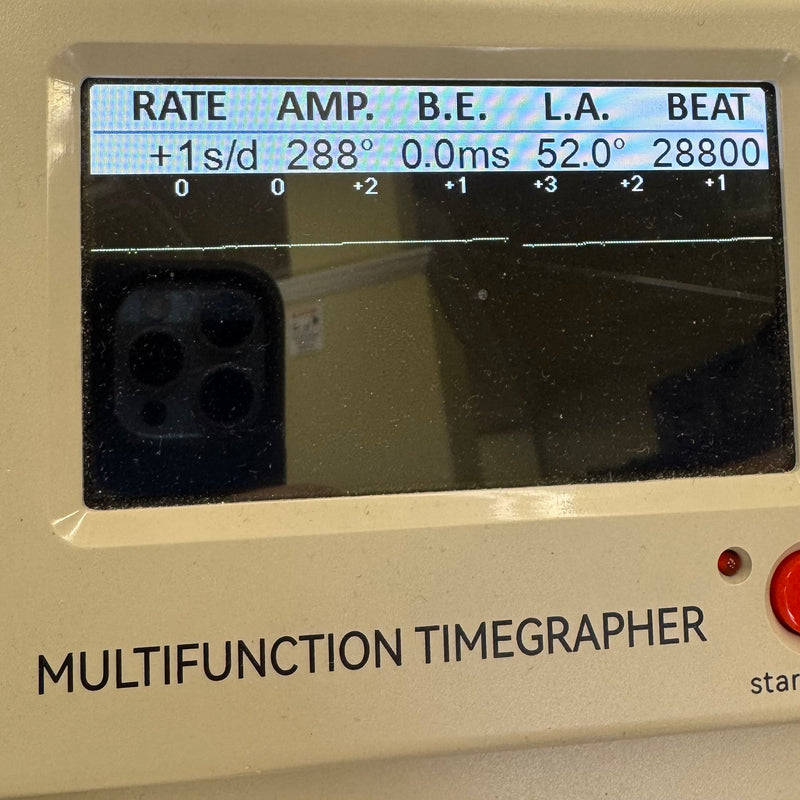 RATE AMP. B.E. L.A. BEAT
+1s/d 288° 0.0ms 52.0° 28800
0 0 +2 +1 +3 +2 +1
MULTIFUNCTION TIMEGRAPHER